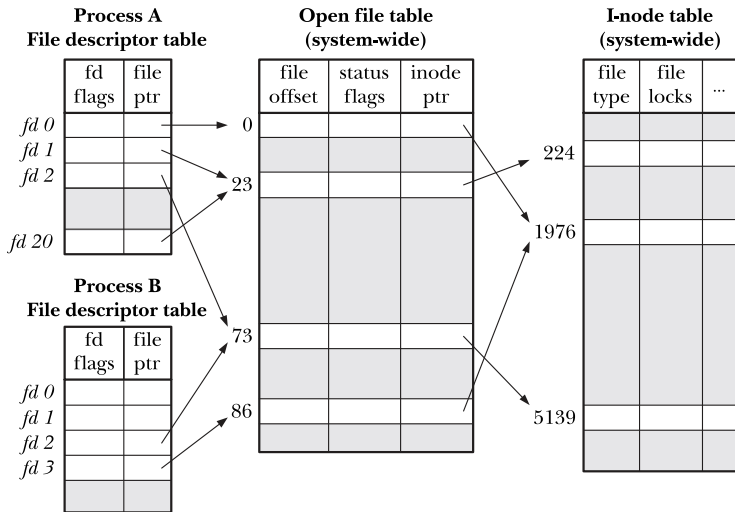 Process A
File descriptor table
fd flags
file ptr
fd 0
fd 1
fd 2
fd 20
Process B
File descriptor table
fd flags
file ptr
fd 0
fd 1
fd 2
fd 3
Open file table
(system-wide)
file offset
status flags
inode ptr
0
23
73
86
I-node table
(system-wide)
file type
file locks
...
224
1976
5139